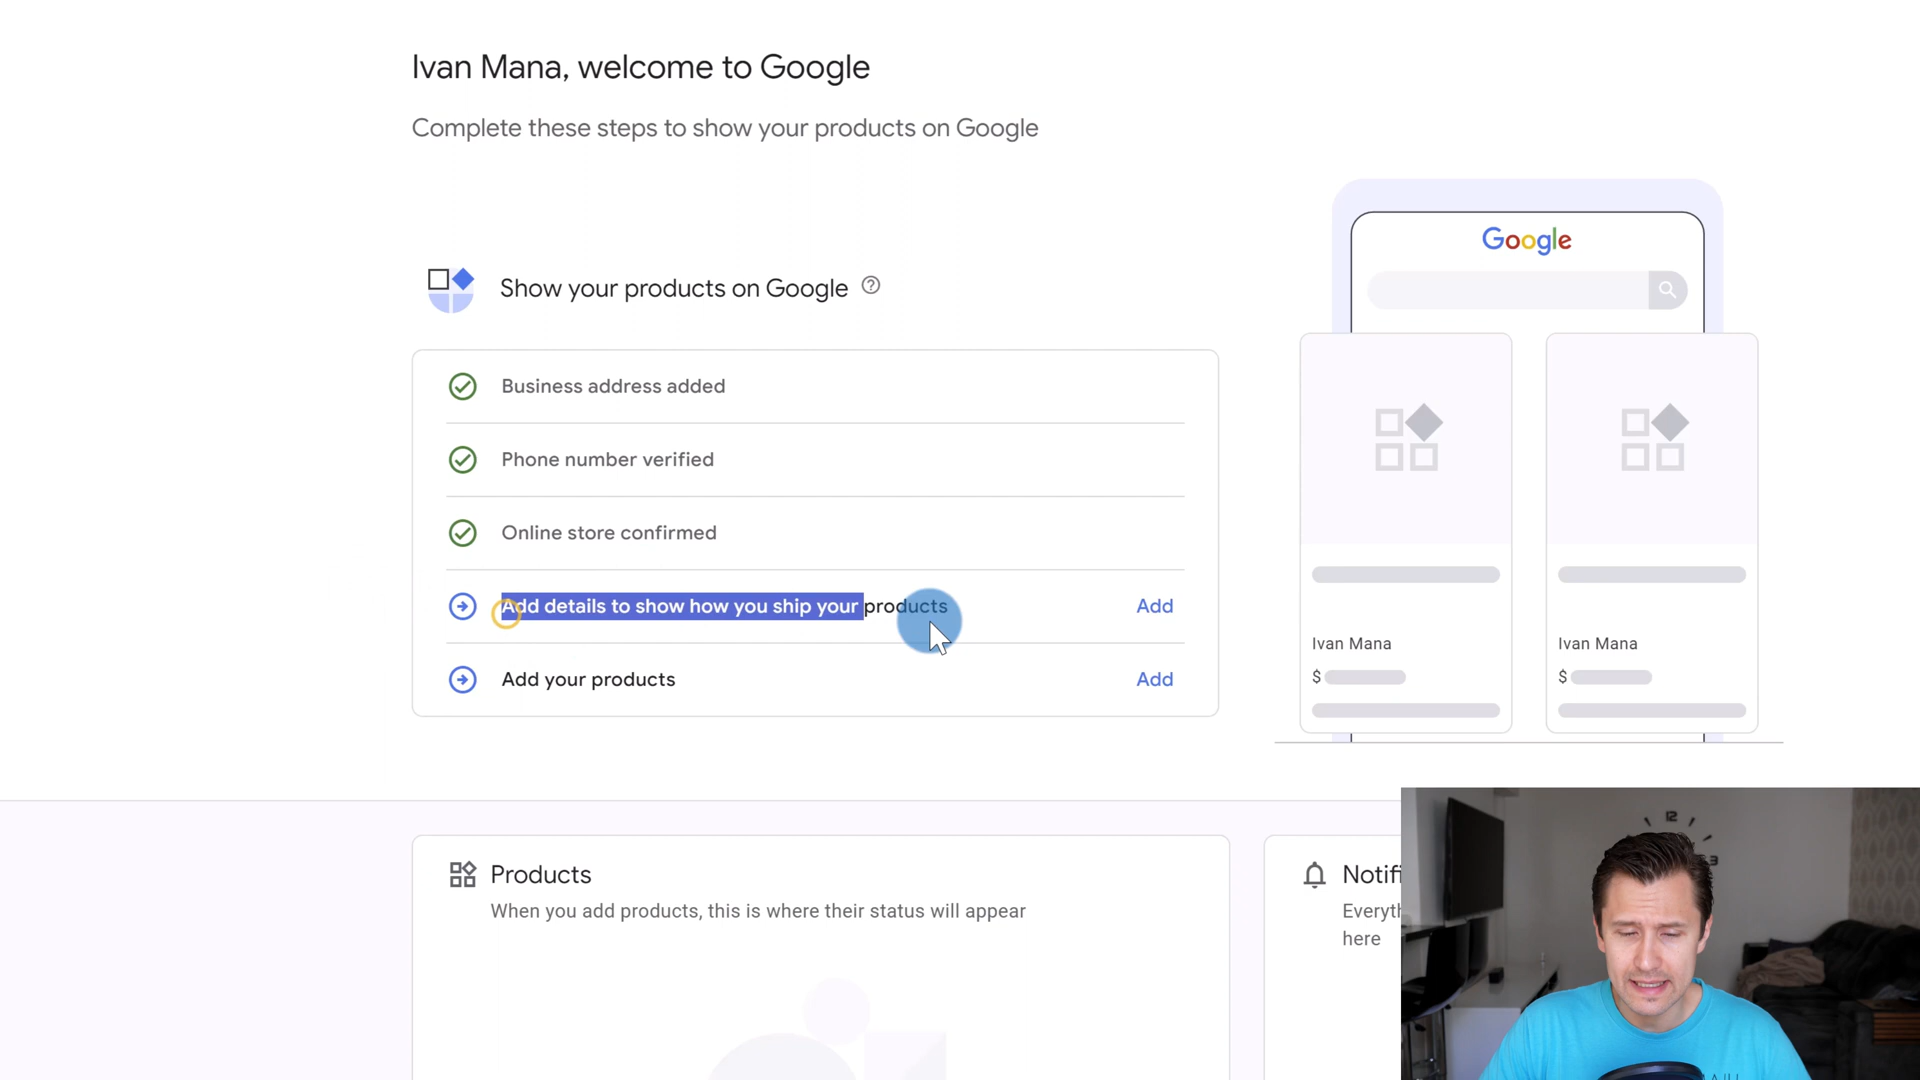 Ivan Mana, welcome to Google
Complete these steps to show your products on Google
Show your products on Google
Business address added
Phone number verified
Online store confirmed
Add details to show how you ship your products Add
Add your products Add
Google
Ivan Mana
$
Ivan Mana
$
Products
When you add products, this is where their status will appear
Notifi
Everyth
here
12
3